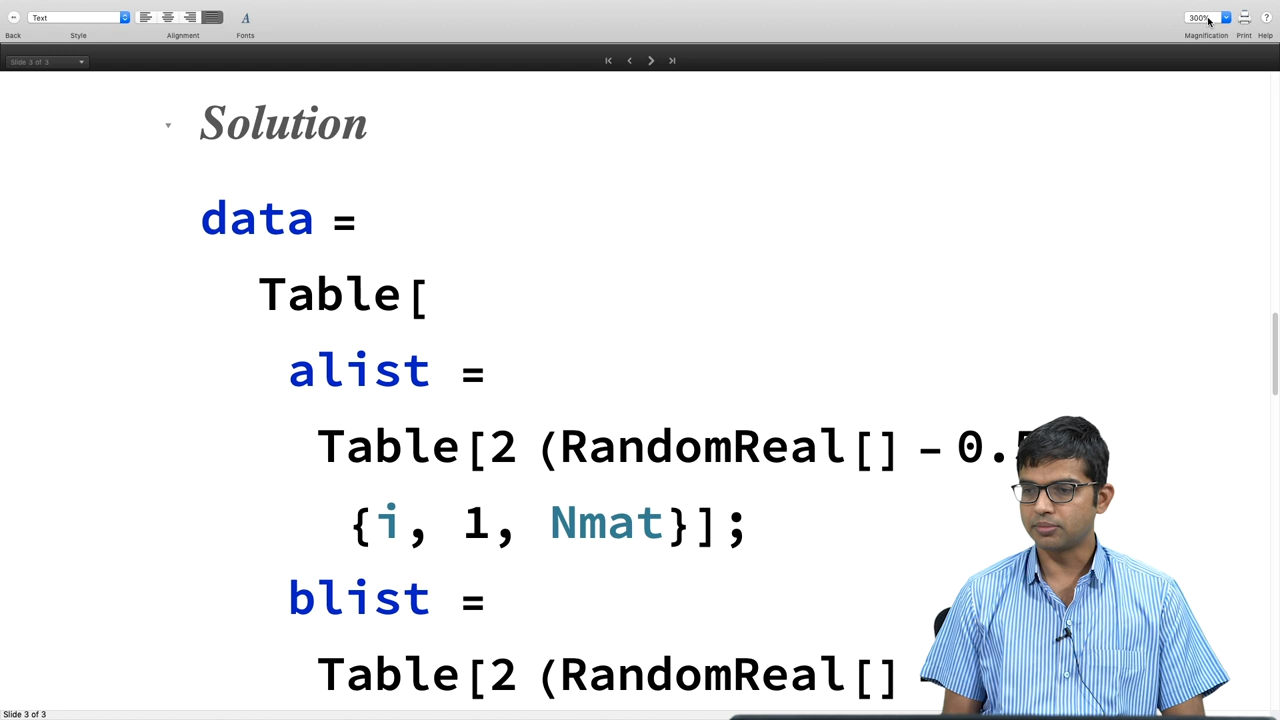 Text
300%
Back
Style
Alignment
Fonts
Magnification
Print
Help
Slide 3 of 3
Solution
data =
Table[
alist =
Table[2 (RandomReal[] - 0.
{i, 1, Nmat}];
blist =
Table[2 (RandomReal[]
Slide 3 of 3